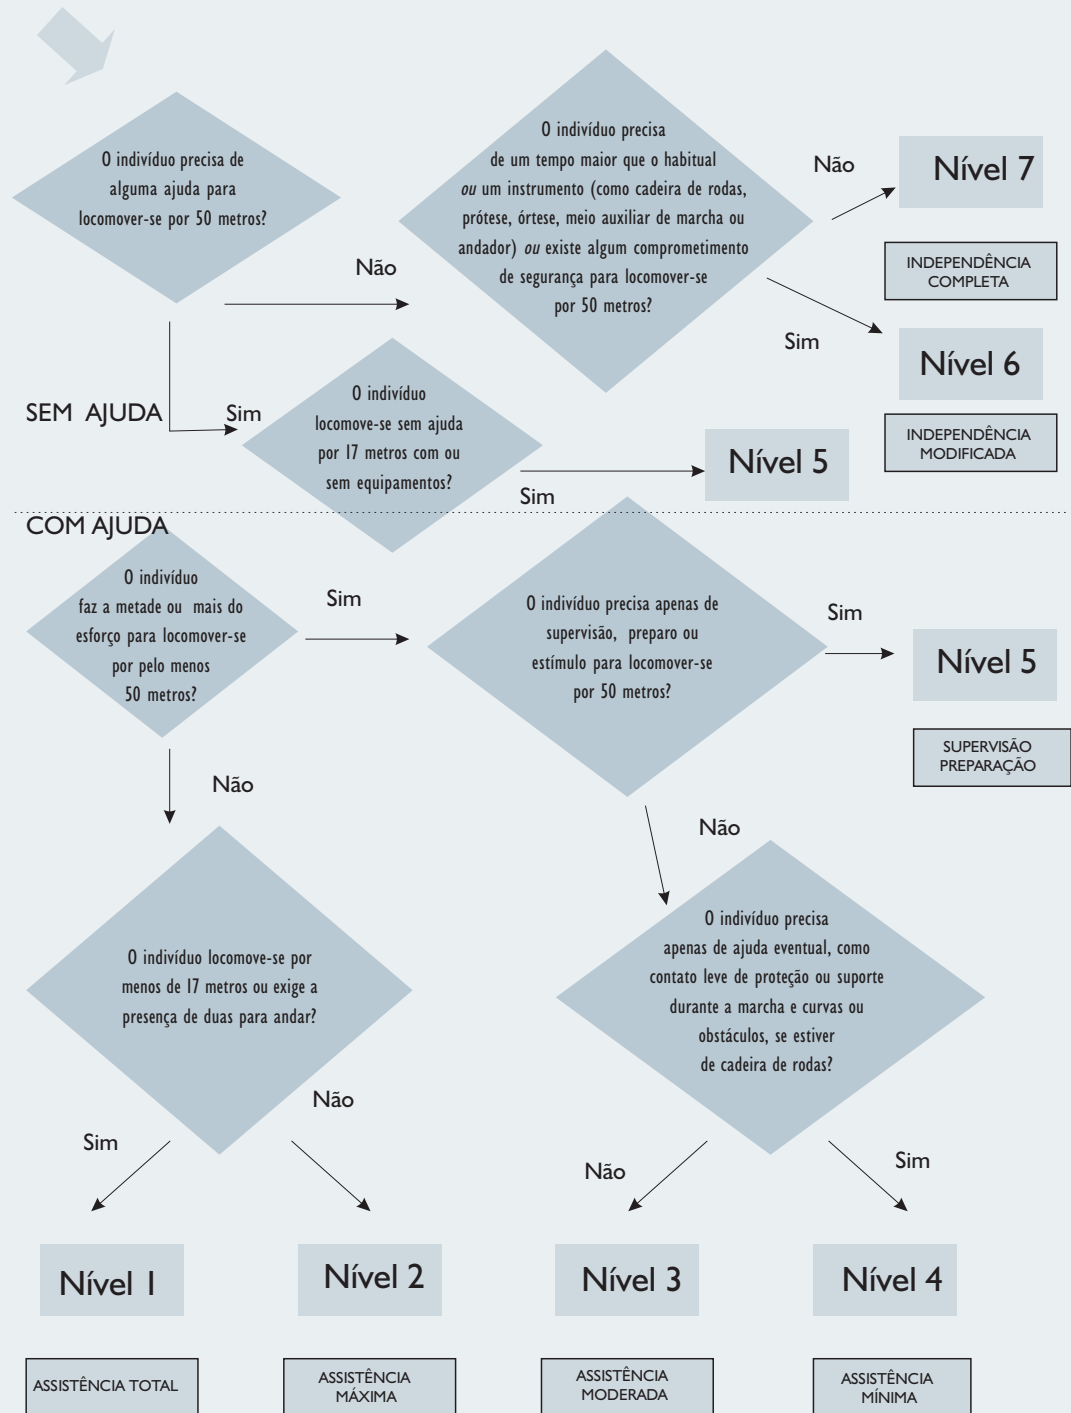 O indivíduo precisa de
alguma ajuda para
locomover-se por 50 metros?
O indivíduo precisa
de um tempo maior que o habitual
ou um instrumento (como cadeira de rodas,
prótese, órtese, meio auxiliar de marcha ou
andador) ou existe algum comprometimento
de segurança para locomover-se
por 50 metros?
Não
Nível 7
INDEPENDÊNCIA
COMPLETA
Não
Sim
Nível 6
INDEPENDÊNCIA
MODIFICADA
SEM AJUDA
Sim
O indivíduo
locomove-se sem ajuda
por 17 metros com ou
sem equipamentos?
Sim
Nível 5
COM AJUDA
O indivíduo
faz a metade ou mais do
esforço para locomover-se
por pelo menos
50 metros?
Sim
O indivíduo precisa apenas de
supervisão, preparo ou
estímulo para locomover-se
por 50 metros?
Sim
Nível 5
SUPERVISÃO
PREPARAÇÃO
Não
Não
O indivíduo locomove-se por
menos de 17 metros ou exige a
presença de duas para andar?
O indivíduo precisa
apenas de ajuda eventual, como
contato leve de proteção ou suporte
durante a marcha e curvas ou
obstáculos, se estiver
de cadeira de rodas?
Sim
Não
Não
Sim
Nível 1
Nível 2
Nível 3
Nível 4
ASSISTÊNCIA TOTAL
ASSISTÊNCIA
MÁXIMA
ASSISTÊNCIA
MODERADA
ASSISTÊNCIA
MÍNIMA